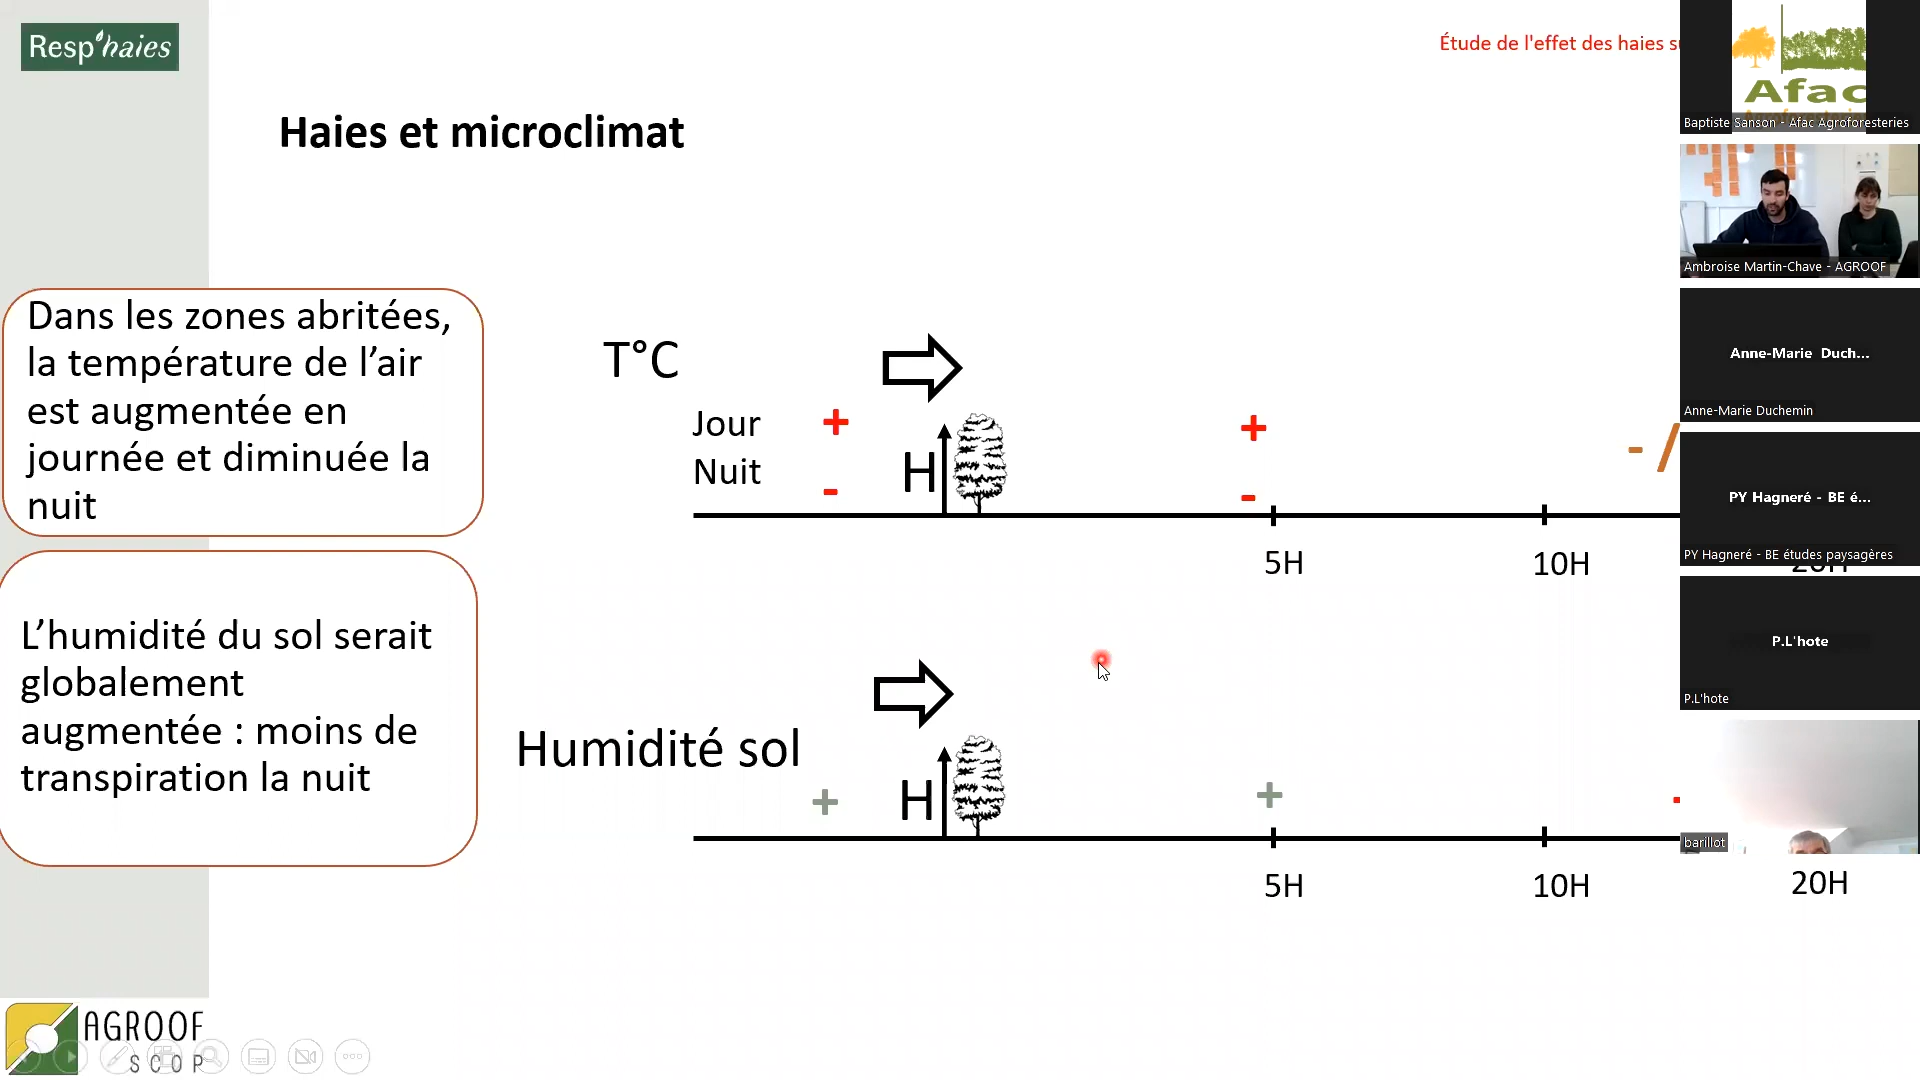 Resp'haies
Étude de l'effet des haies s
Haies et microclimat
Dans les zones abritées,
la température de l’air
est augmentée en
journée et diminuée la
nuit
T°C
Jour
+
+
Nuit
-
H
-
- /
5H
10H
L’humidité du sol serait
globalement
augmentée : moins de
transpiration la nuit
Humidité sol
+
H
+
-
5H
10H
20H
AGROOF
SCOP
Afac
Baptiste Sanson - Afac Agroforesteries
Ambroise Martin-Chave - AGROOF
Anne-Marie Duch...
Anne-Marie Duchemin
PY Hagneré - BE é...
PY Hagneré - BE études paysagères
P.L'hote
P.L'hote
barillot